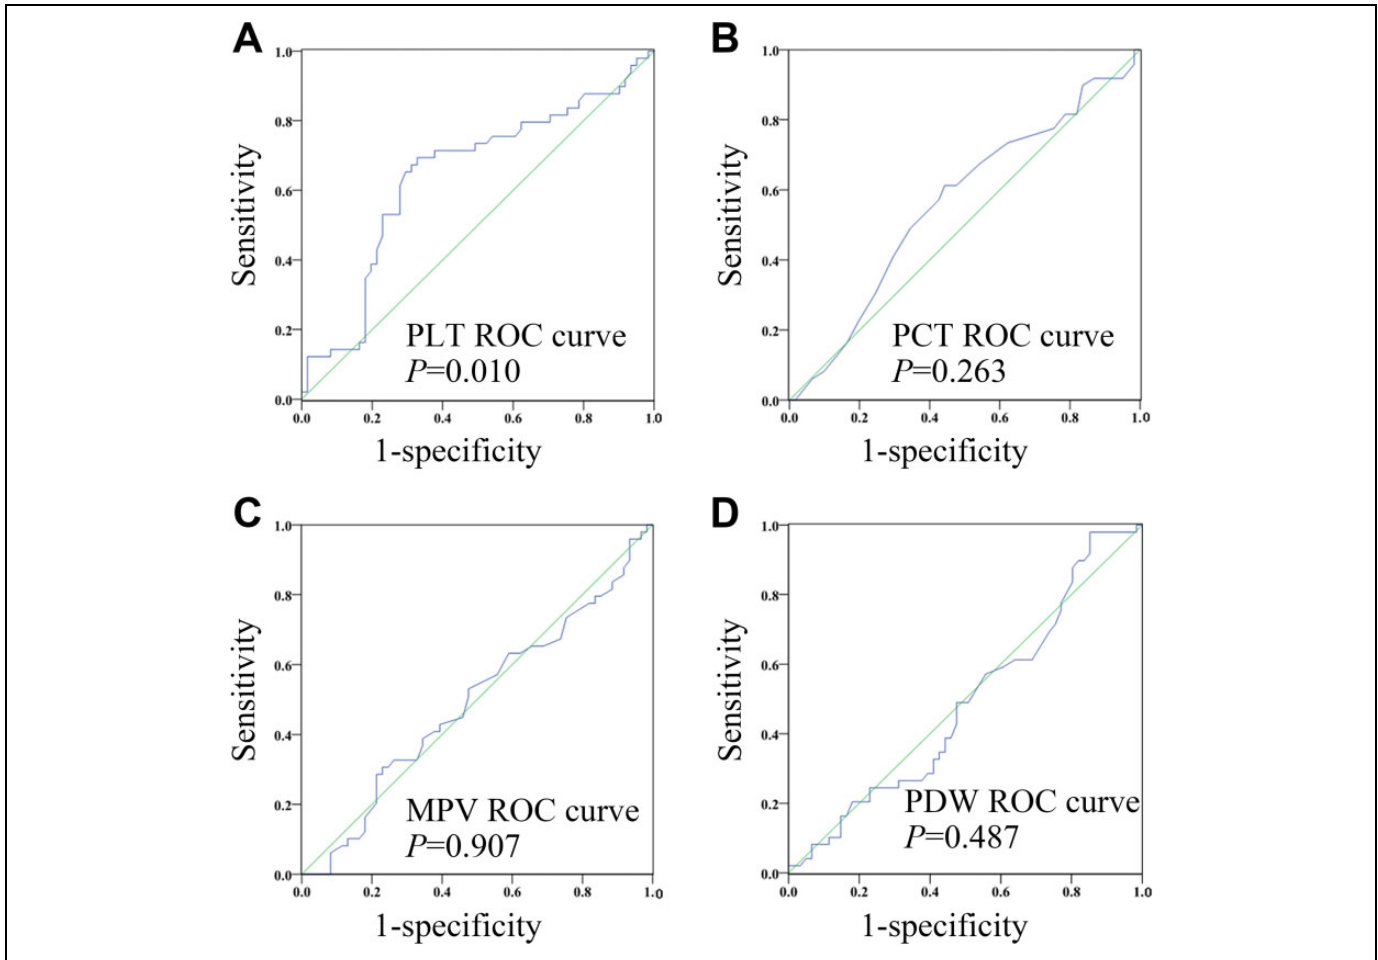 A
1.0
0.8
0.6
0.4
0.2
0.0
Sensitivity
PLT ROC curve
P=0.010
0.0 0.2 0.4 0.6 0.8 1.0
1-specificity
B
1.0
0.8
0.6
0.4
0.2
0.0
Sensitivity
PCT ROC curve
P=0.263
0.0 0.2 0.4 0.6 0.8 1.0
1-specificity
C
1.0
0.8
0.6
0.4
0.2
0.0
Sensitivity
MPV ROC curve
P=0.907
0.0 0.2 0.4 0.6 0.8 1.0
1-specificity
D
1.0
0.8
0.6
0.4
0.2
0.0
Sensitivity
PDW ROC curve
P=0.487
0.0 0.2 0.4 0.6 0.8 1.0
1-specificity